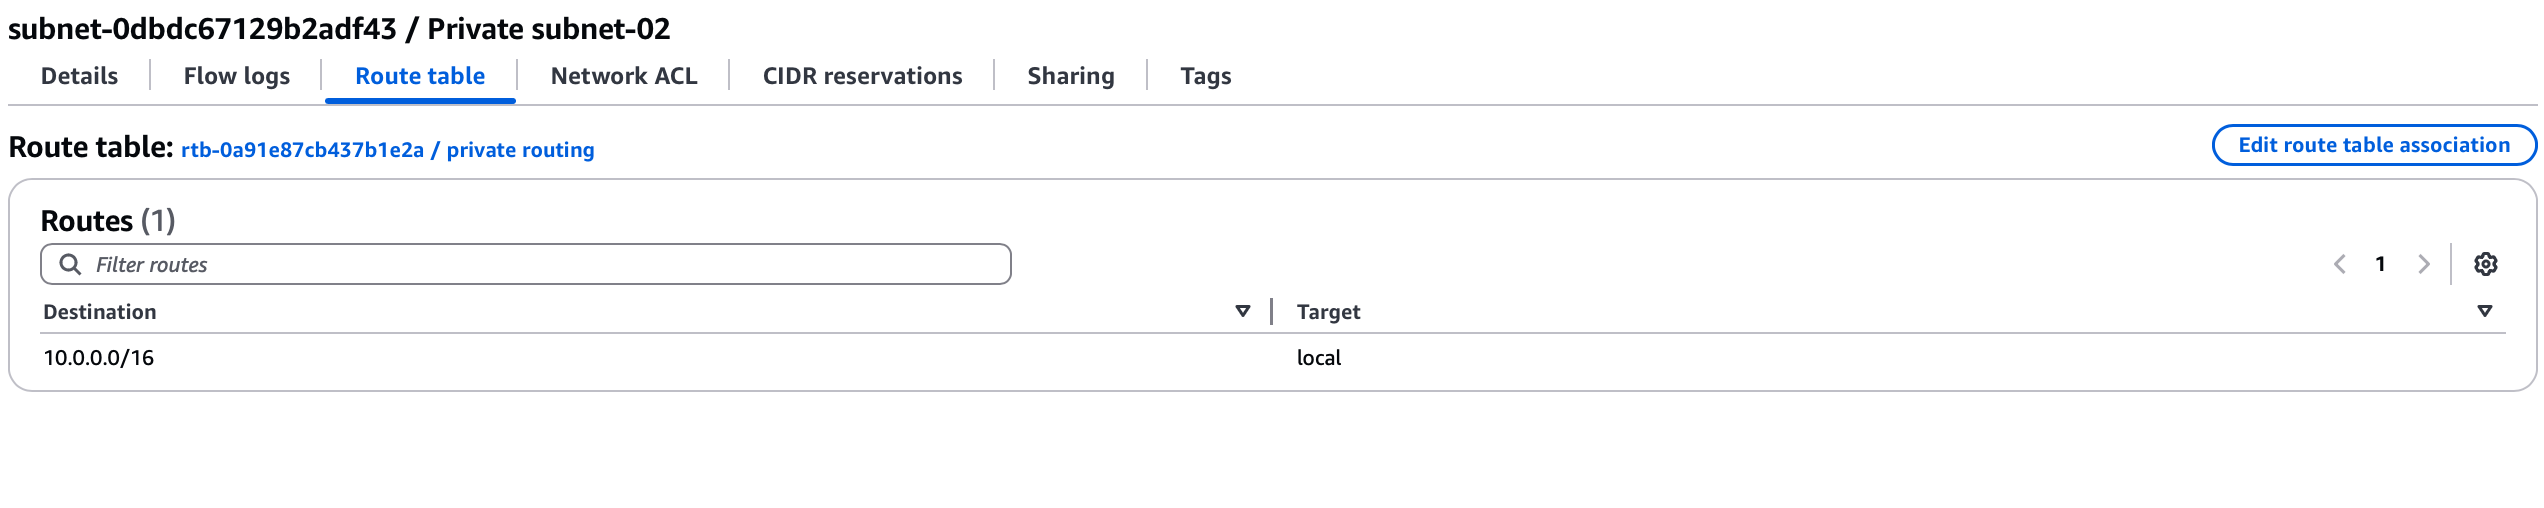 subnet-0dbdc67129b2adf43 / Private subnet-02
Details Flow logs Route table Network ACL CIDR reservations Sharing Tags
Route table: rtb-0a91e87cb437b1e2a / private routing Edit route table association
Routes (1)
Filter routes 1
Destination Target
10.0.0.0/16 local